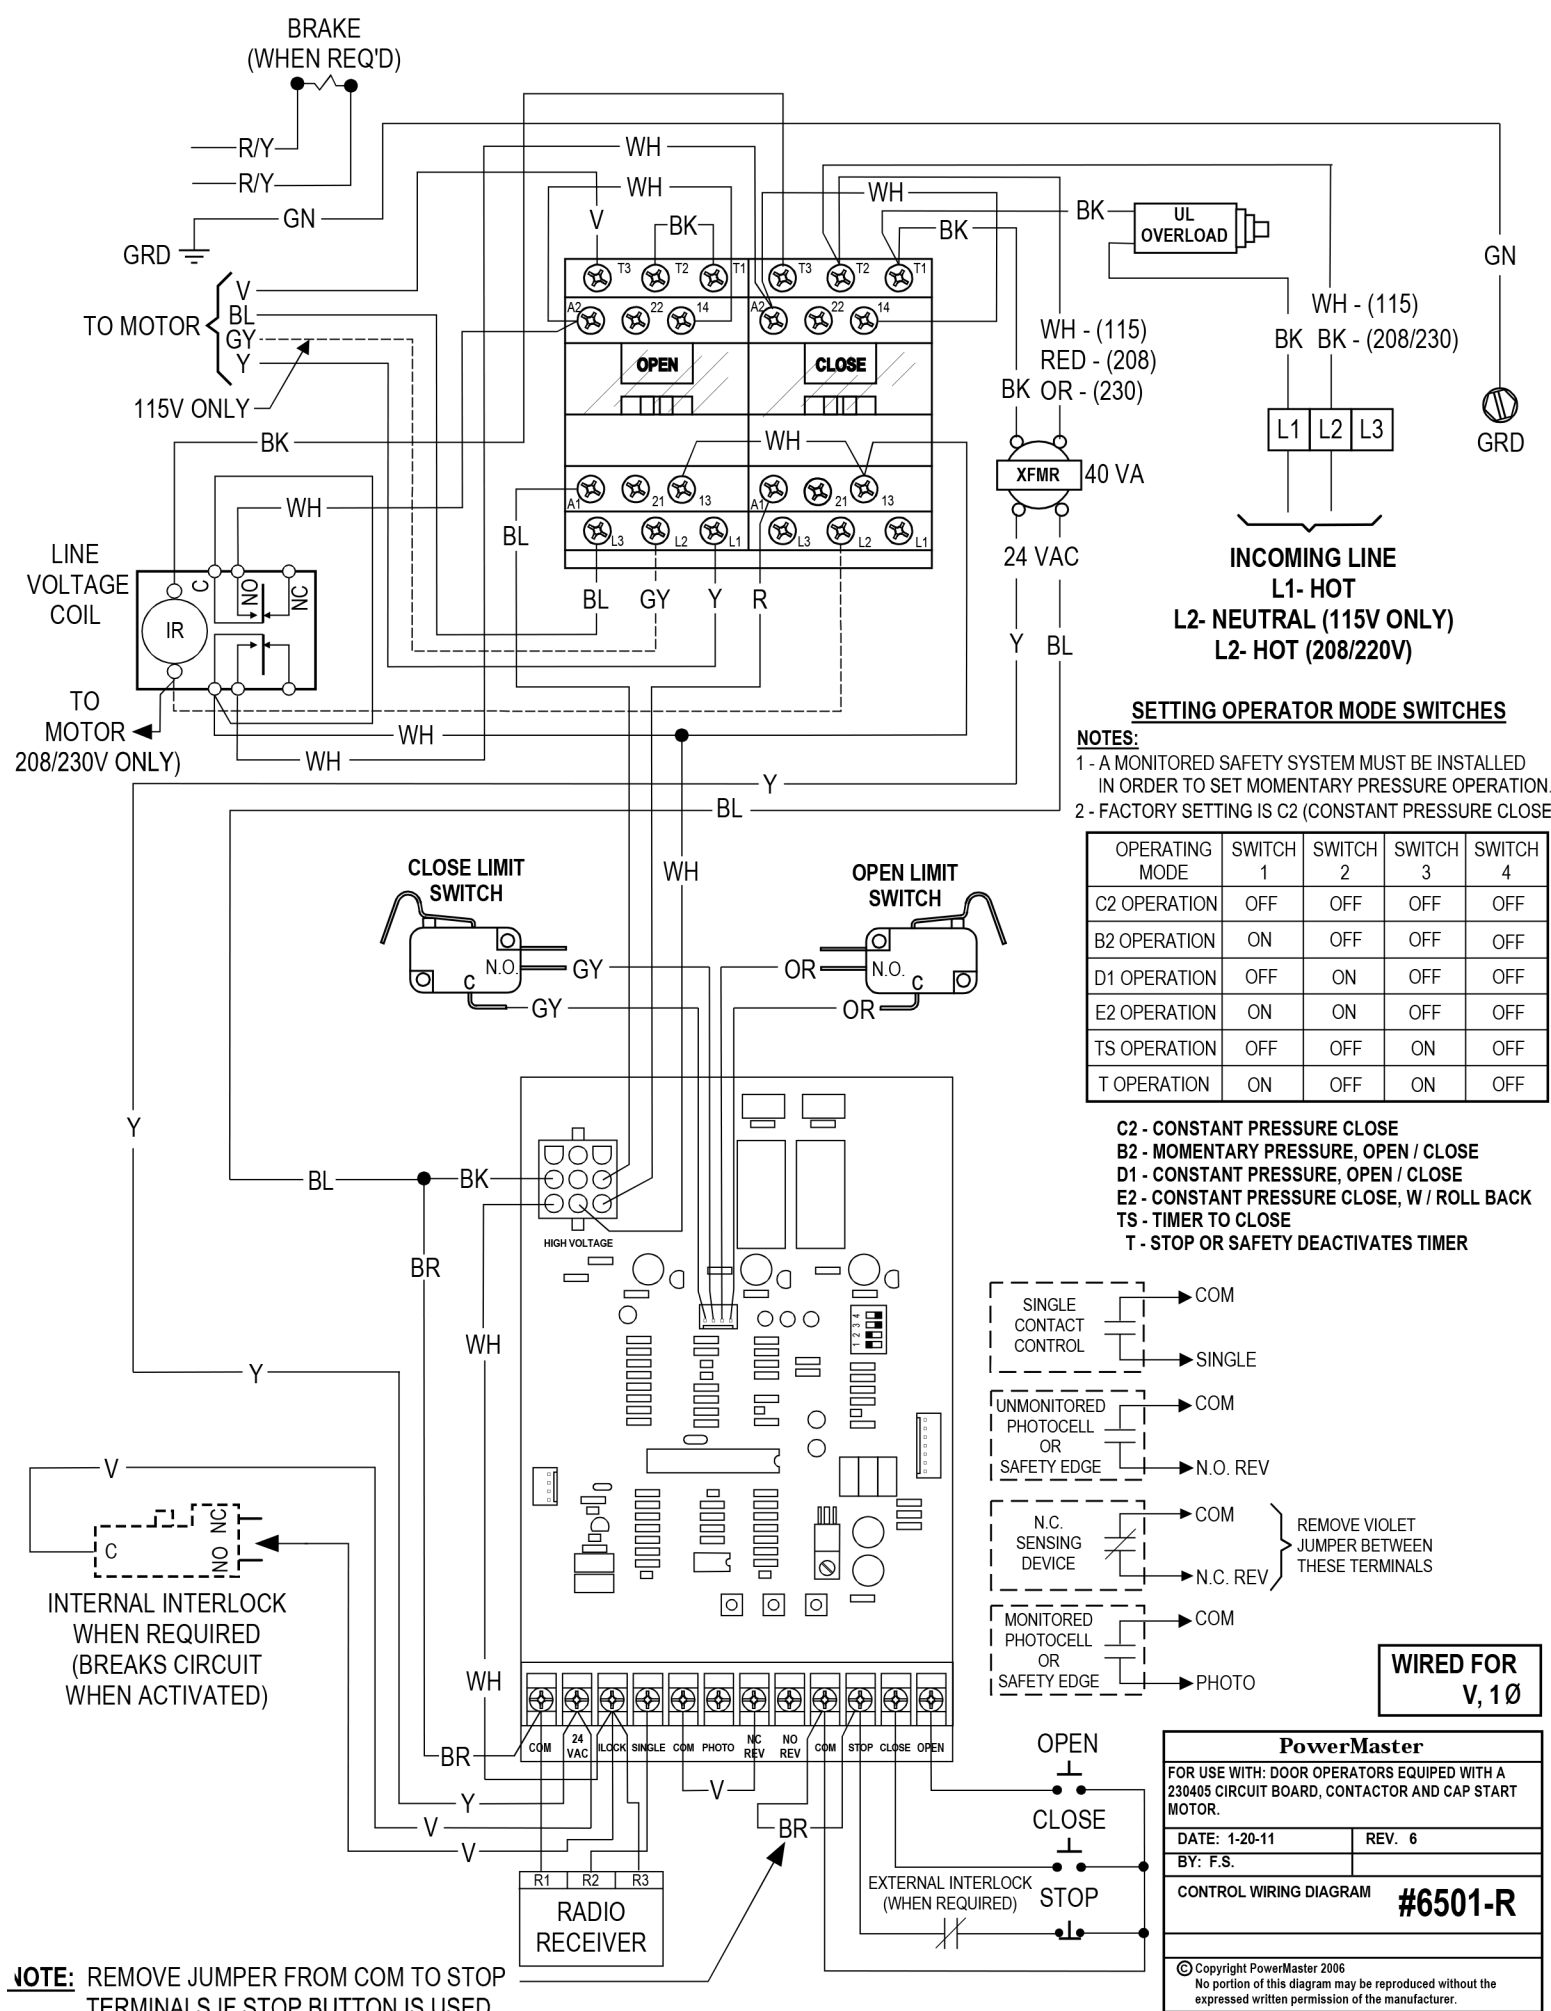 BRAKE
(WHEN REQ'D)
R/Y
R/Y
GN
GRD
TO MOTOR
V
BL
GY
Y
115V ONLY
WH
WH
V
BK
WH
BK
BK
UL
OVERLOAD
GN
T3 T2 T1 T3 T2 T1
A2 22 14 A2 22 14
OPEN CLOSE
WH
A1 21 13 A1 21 13
L3 L2 L1 L3 L2 L1
BL
BL GY Y R
BK
WH
LINE
VOLTAGE
COIL
IR
C NO NC
TO
MOTOR
208/230V ONLY)
WH
WH
WH - (115)
RED - (208)
OR - (230)
BK
XFMR
40 VA
24 VAC
Y BL
WH - (115)
BK BK - (208/230)
L1 L2 L3
GRD
INCOMING LINE
L1- HOT
L2- NEUTRAL (115V ONLY)
L2- HOT (208/220V)
Y
BL
SETTING OPERATOR MODE SWITCHES
NOTES:
1 - A MONITORED SAFETY SYSTEM MUST BE INSTALLED
IN ORDER TO SET MOMENTARY PRESSURE OPERATION.
2 - FACTORY SETTING IS C2 (CONSTANT PRESSURE CLOSE
OPERATING MODE SWITCH 1 SWITCH 2 SWITCH 3 SWITCH 4
C2 OPERATION OFF OFF OFF OFF
B2 OPERATION ON OFF OFF OFF
D1 OPERATION OFF ON OFF OFF
E2 OPERATION ON ON OFF OFF
TS OPERATION OFF OFF ON OFF
T OPERATION ON OFF ON OFF
C2 - CONSTANT PRESSURE CLOSE
B2 - MOMENTARY PRESSURE, OPEN / CLOSE
D1 - CONSTANT PRESSURE, OPEN / CLOSE
E2 - CONSTANT PRESSURE CLOSE, W / ROLL BACK
TS - TIMER TO CLOSE
T - STOP OR SAFETY DEACTIVATES TIMER
CLOSE LIMIT
SWITCH
N.O.
C
GY
GY
WH
OPEN LIMIT
SWITCH
N.O.
C
OR
OR
Y
BL
BK
BR
WH
HIGH VOLTAGE
1 2 3 4
Y
V
C
NO NC
INTERNAL INTERLOCK
WHEN REQUIRED
(BREAKS CIRCUIT
WHEN ACTIVATED)
WH
SINGLE
CONTACT
CONTROL
COM
SINGLE
UNMONITORED
PHOTOCELL
OR
SAFETY EDGE
COM
N.O. REV
N.C.
SENSING
DEVICE
COM
N.C. REV
REMOVE VIOLET
JUMPER BETWEEN
THESE TERMINALS
MONITORED
PHOTOCELL
OR
SAFETY EDGE
COM
PHOTO
WIRED FOR
V, 1Ø
COM 24 VAC ILOCK SINGLE COM PHOTO NC REV NO REV COM STOP CLOSE OPEN
BR
Y
V
V
V
BR
R1 R2 R3
RADIO
RECEIVER
OPEN
CLOSE
STOP
EXTERNAL INTERLOCK
(WHEN REQUIRED)
PowerMaster
FOR USE WITH: DOOR OPERATORS EQUIPED WITH A
230405 CIRCUIT BOARD, CONTACTOR AND CAP START
MOTOR.
DATE: 1-20-11 REV. 6
BY: F.S.
CONTROL WIRING DIAGRAM #6501-R
© Copyright PowerMaster 2006
No portion of this diagram may be reproduced without the
expressed written permission of the manufacturer.
NOTE: REMOVE JUMPER FROM COM TO STOP
TERMINALS IF STOP BUTTON IS USED